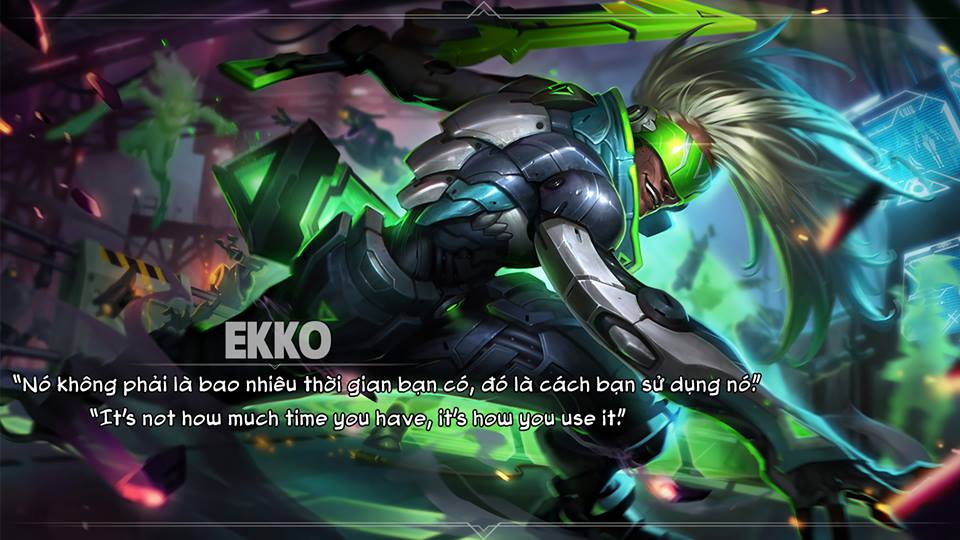 EKKO
"Nó không phải là bao nhiêu thời gian bạn có, đó là cách bạn sử dụng nó."
"It's not how much time you have, it's how you use it."